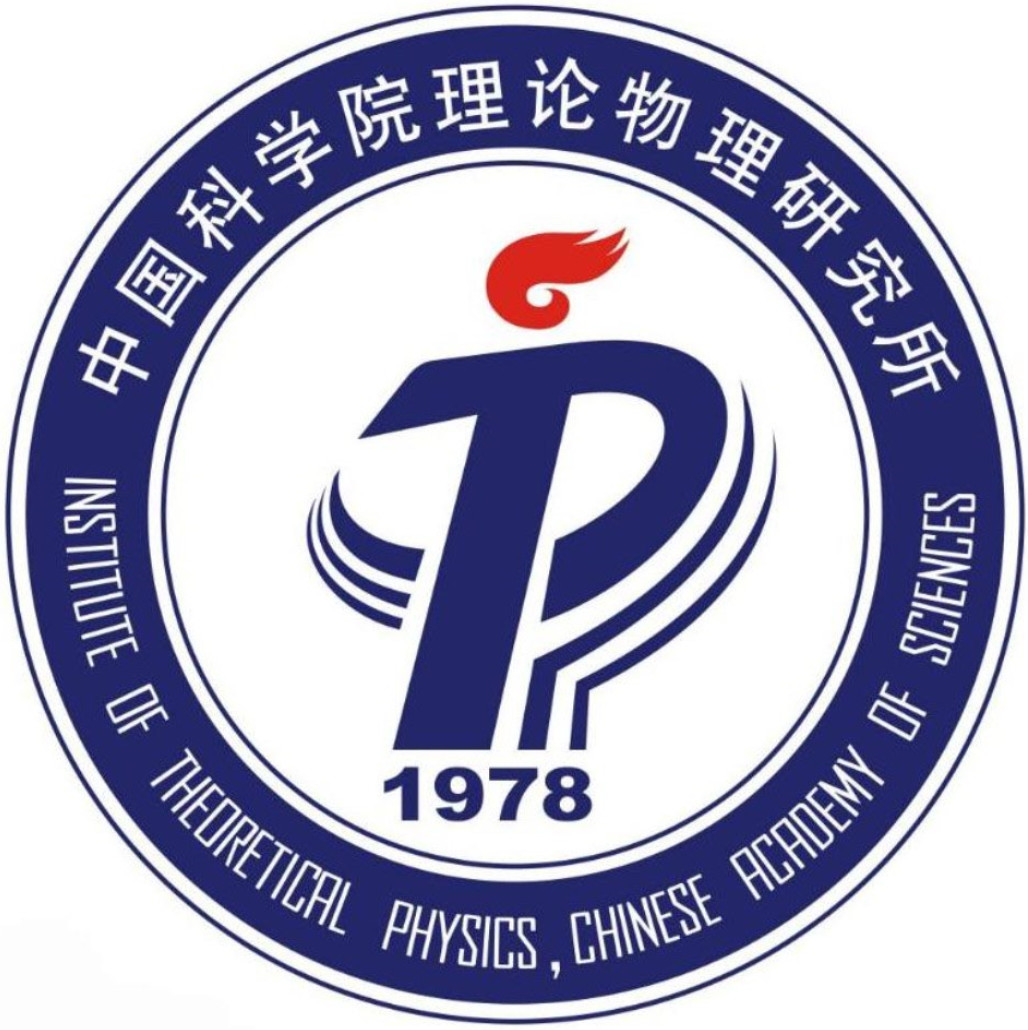 中国科学院理论物理研究所
1978
INSTITUTE OF THEORETICAL PHYSICS, CHINESE ACADEMY OF SCIENCES